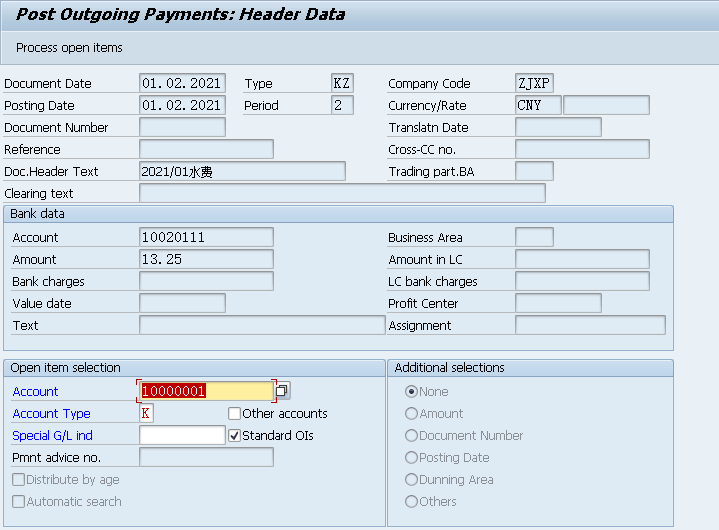 Post Outgoing Payments: Header Data
Process open items
Document Date 01.02.2021 Type KZ Company Code ZJXP
Posting Date 01.02.2021 Period 2 Currency/Rate CNY
Document Number Translatn Date
Reference Cross-CC no.
Doc.Header Text 2021/01水费 Trading part.BA
Clearing text
Bank data
Account 10020111 Business Area
Amount 13.25 Amount in LC
Bank charges LC bank charges
Value date Profit Center
Text Assignment
Open item selection Additional selections
Account 10000001 None
Account Type K Other accounts Amount
Special G/L ind Standard OIs Document Number
Pmnt advice no. Posting Date
Distribute by age Dunning Area
Automatic search Others